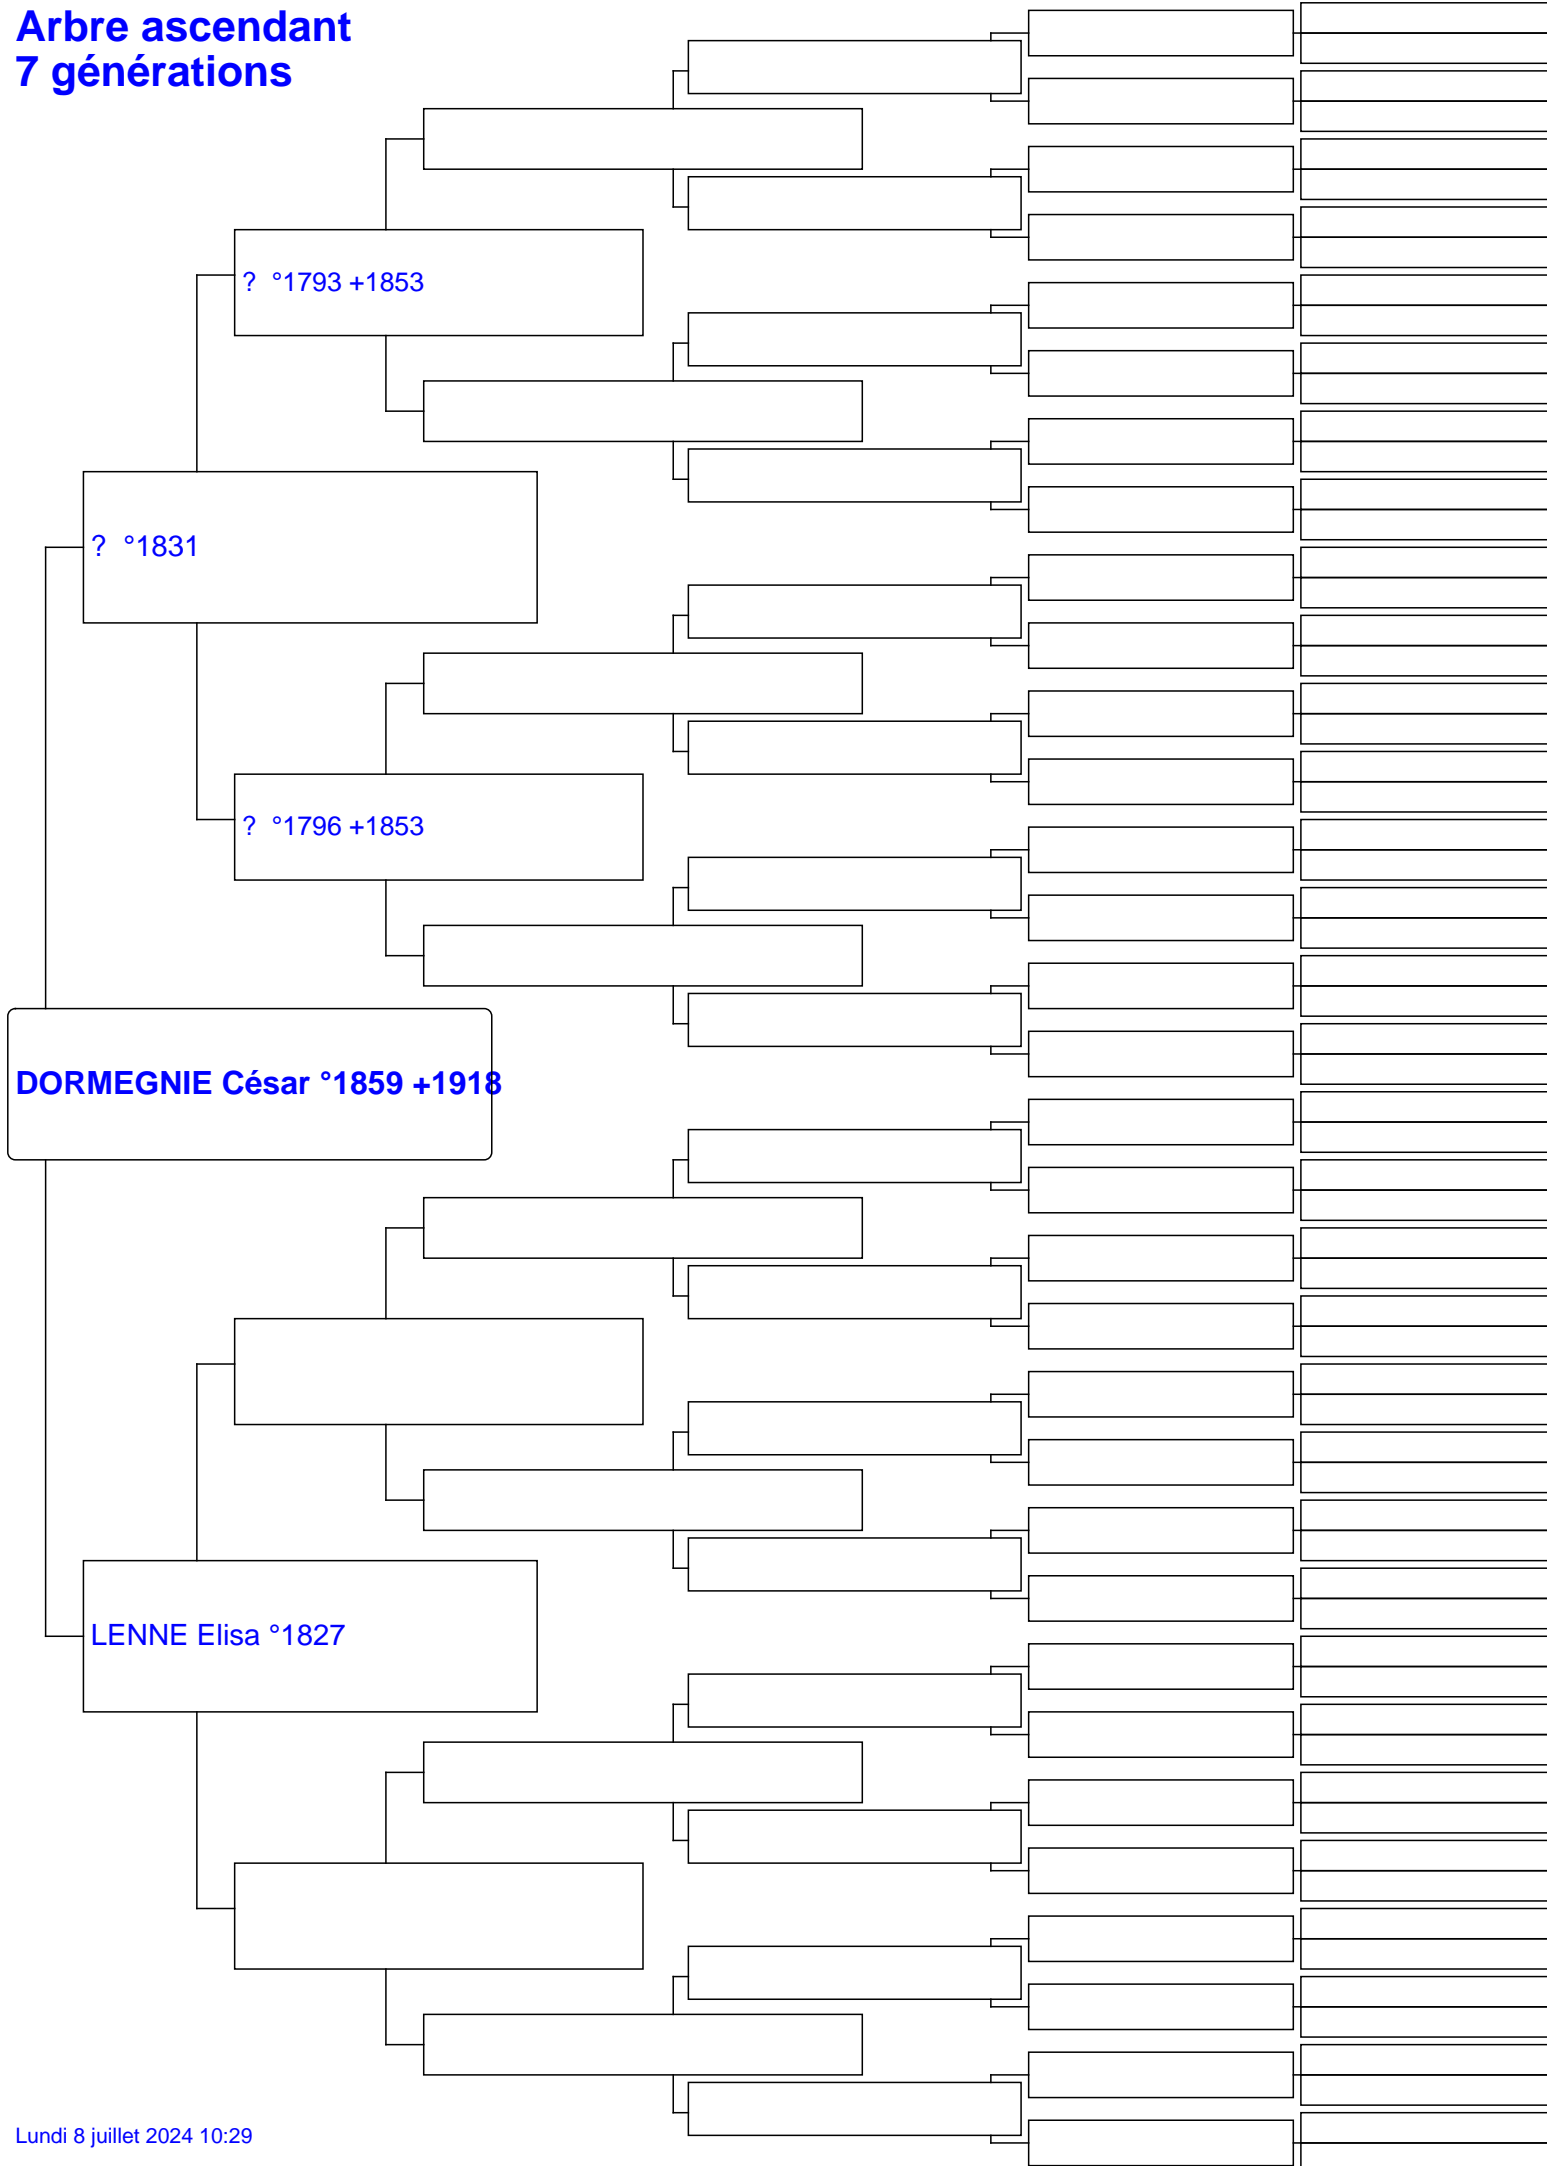 Arbre ascendant
7 générations
? °1793 +1853
? °1831
? °1796 +1853
DORMEGNIE César °1859 +1918
LENNE Elisa °1827
Lundi 8 juillet 2024 10:29